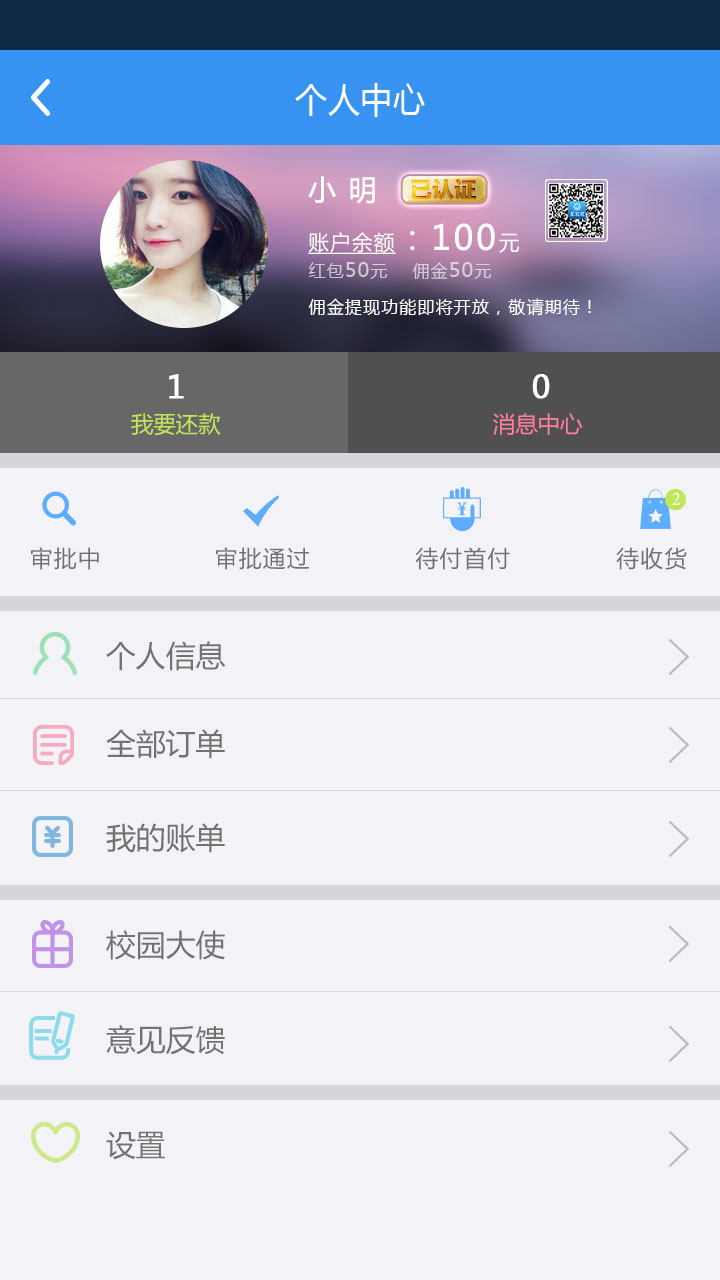 个人中心
小 明 已认证
账户余额：100元
红包50元 佣金50元
佣金提现功能即将开放，敬请期待！
1 0
我要还款 消息中心
2
审批中 审批通过 待付首付 待收货
个人信息
全部订单
我的账单
校园大使
意见反馈
设置